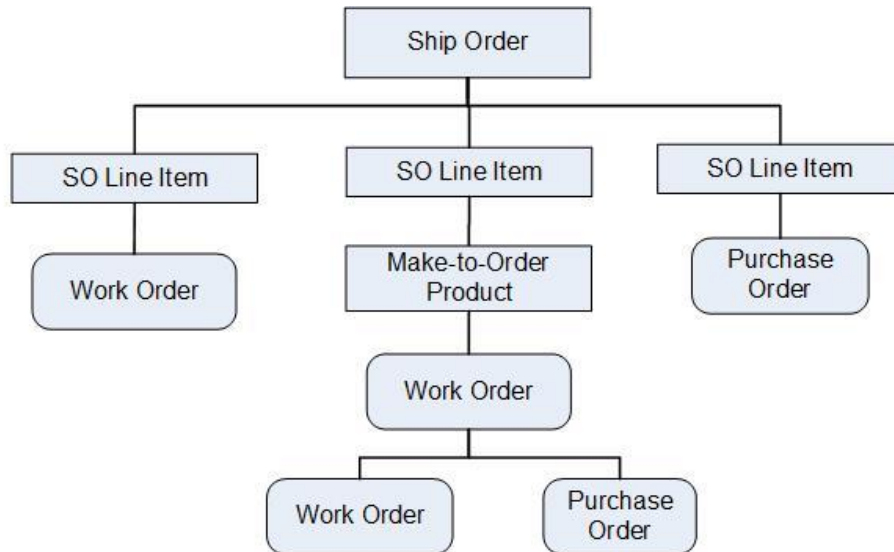 Ship Order
SO Line Item
SO Line Item
SO Line Item
Work Order
Make-to-Order
Product
Purchase
Order
Work Order
Work Order
Purchase
Order